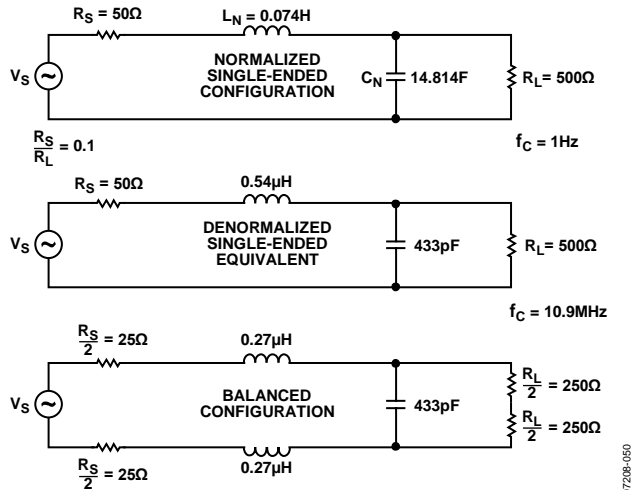 RS = 50Ω
LN = 0.074H
VS
NORMALIZED
SINGLE-ENDED
CONFIGURATION
CN
14.814F
RL= 500Ω
RS
RL
= 0.1
fC = 1Hz
RS = 50Ω
0.54µH
VS
DENORMALIZED
SINGLE-ENDED
EQUIVALENT
433pF
RL= 500Ω
fC = 10.9MHz
RS
2
= 25Ω
0.27µH
VS
BALANCED
CONFIGURATION
433pF
RL
2
= 250Ω
RL
2
= 250Ω
RS
2
= 25Ω
0.27µH
07208-050